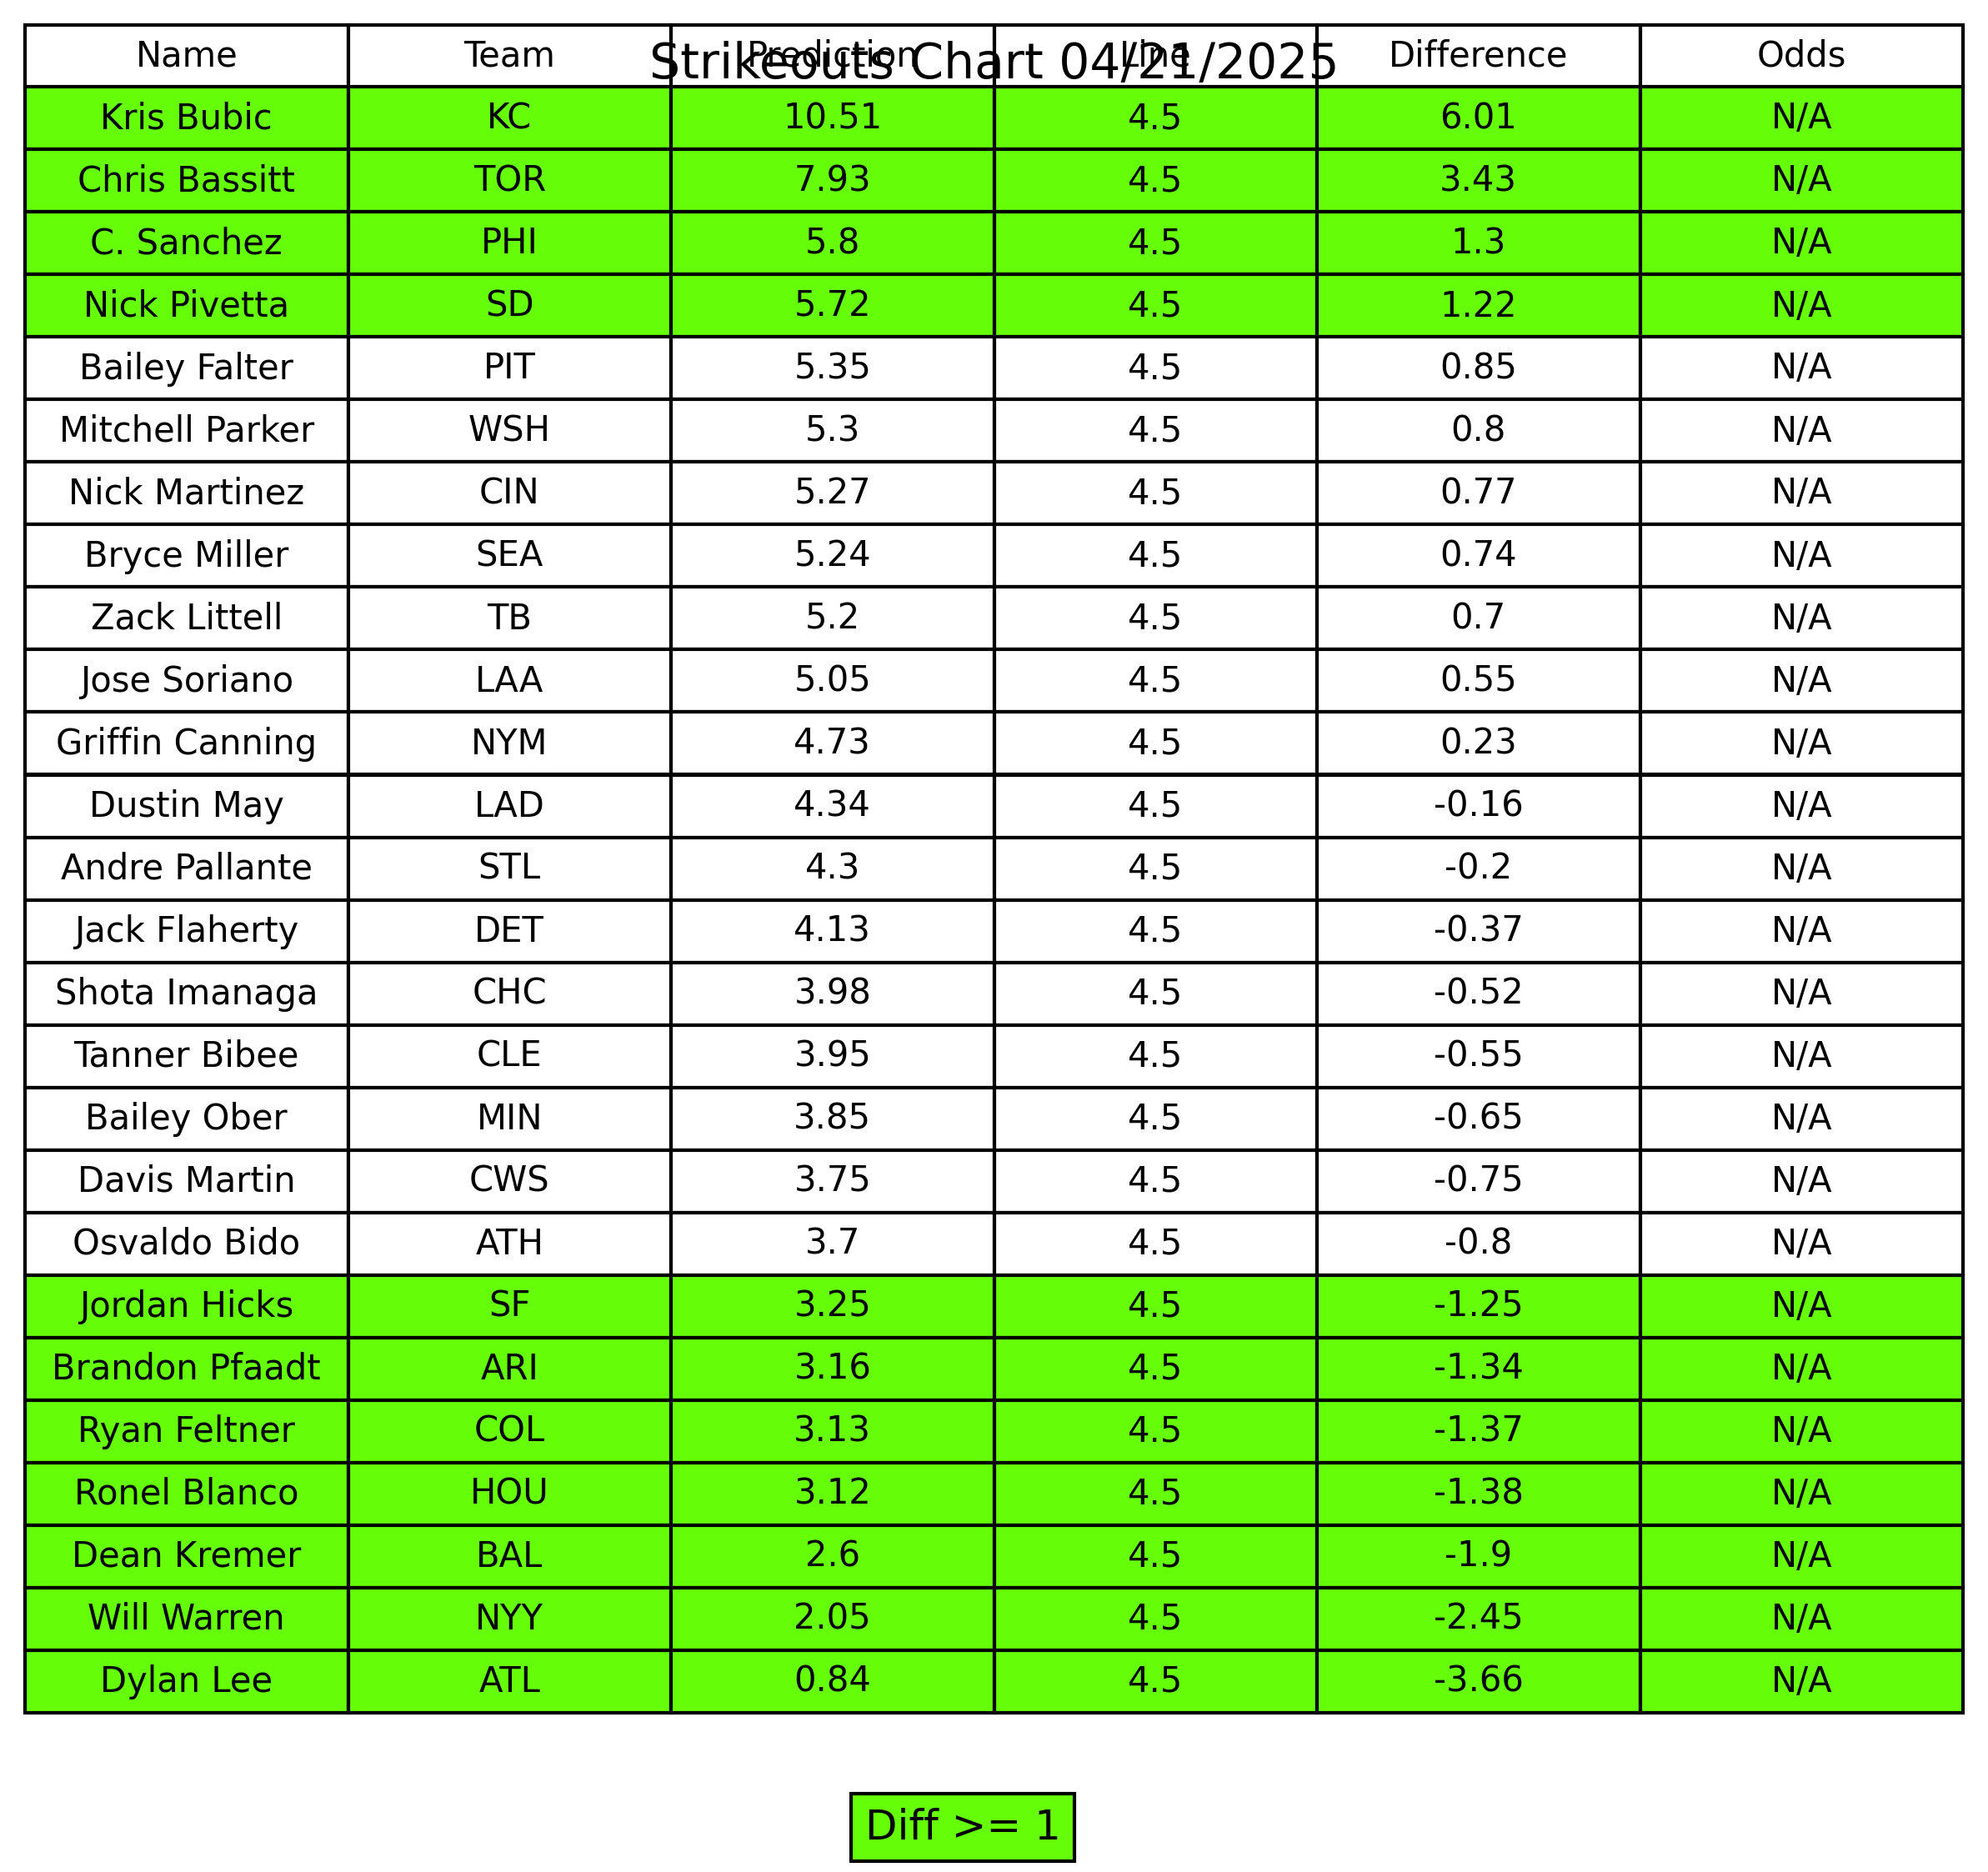 Strikeouts Chart 04/21/2025
Name Team Prediction Line Difference Odds
Kris Bubic KC 10.51 4.5 6.01 N/A
Chris Bassitt TOR 7.93 4.5 3.43 N/A
C. Sanchez PHI 5.8 4.5 1.3 N/A
Nick Pivetta SD 5.72 4.5 1.22 N/A
Bailey Falter PIT 5.35 4.5 0.85 N/A
Mitchell Parker WSH 5.3 4.5 0.8 N/A
Nick Martinez CIN 5.27 4.5 0.77 N/A
Bryce Miller SEA 5.24 4.5 0.74 N/A
Zack Littell TB 5.2 4.5 0.7 N/A
Jose Soriano LAA 5.05 4.5 0.55 N/A
Griffin Canning NYM 4.73 4.5 0.23 N/A
Dustin May LAD 4.34 4.5 -0.16 N/A
Andre Pallante STL 4.3 4.5 -0.2 N/A
Jack Flaherty DET 4.13 4.5 -0.37 N/A
Shota Imanaga CHC 3.98 4.5 -0.52 N/A
Tanner Bibee CLE 3.95 4.5 -0.55 N/A
Bailey Ober MIN 3.85 4.5 -0.65 N/A
Davis Martin CWS 3.75 4.5 -0.75 N/A
Osvaldo Bido ATH 3.7 4.5 -0.8 N/A
Jordan Hicks SF 3.25 4.5 -1.25 N/A
Brandon Pfaadt ARI 3.16 4.5 -1.34 N/A
Ryan Feltner COL 3.13 4.5 -1.37 N/A
Ronel Blanco HOU 3.12 4.5 -1.38 N/A
Dean Kremer BAL 2.6 4.5 -1.9 N/A
Will Warren NYY 2.05 4.5 -2.45 N/A
Dylan Lee ATL 0.84 4.5 -3.66 N/A
Diff >= 1